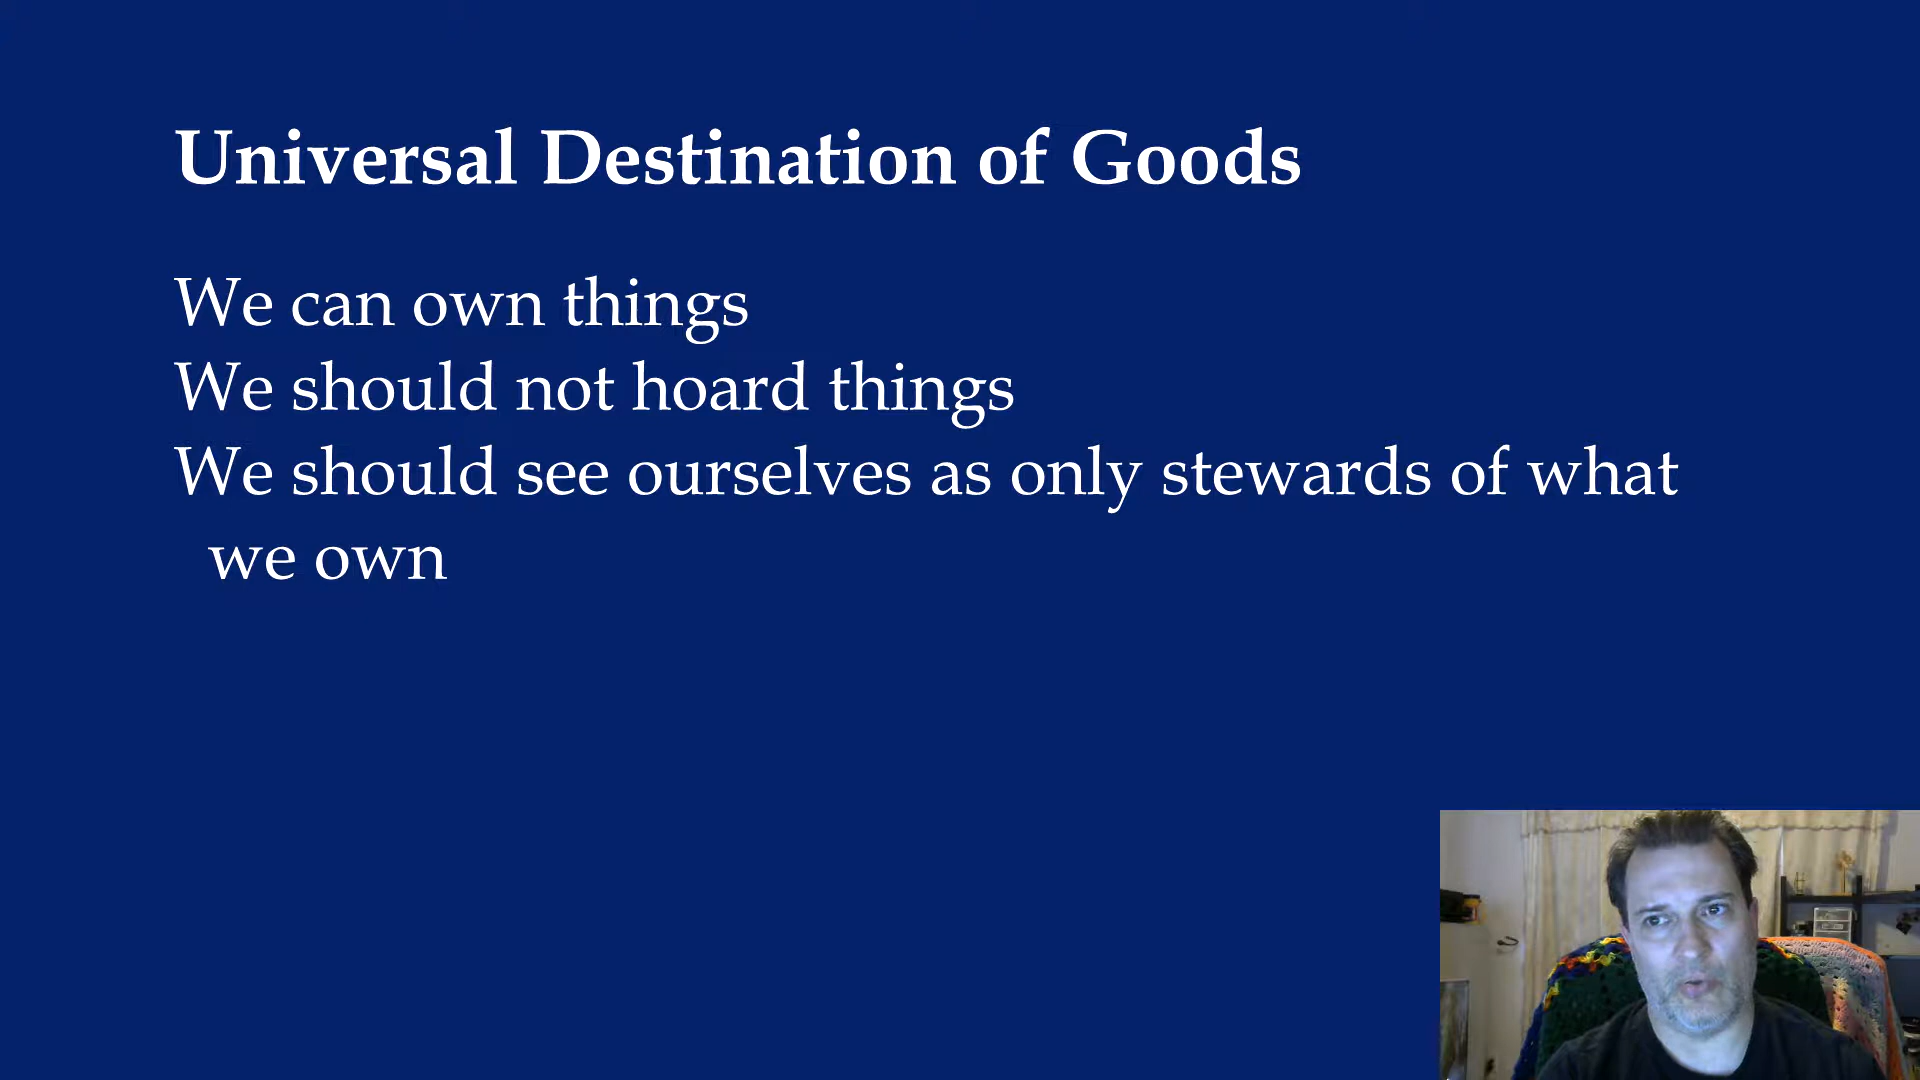 Universal Destination of Goods
We can own things
We should not hoard things
We should see ourselves as only stewards of what
we own